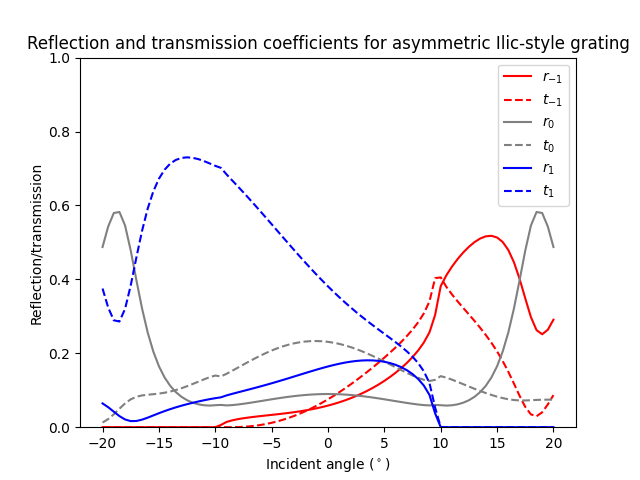 Reflection and transmission coefficients for asymmetric Ilic-style grating
1.0
0.8
0.6
0.4
0.2
0.0
Reflection/transmission
r₋₁
t₋₁
r₀
t₀
r₁
t₁
−20 −15 −10 −5 0 5 10 15 20
Incident angle (°)